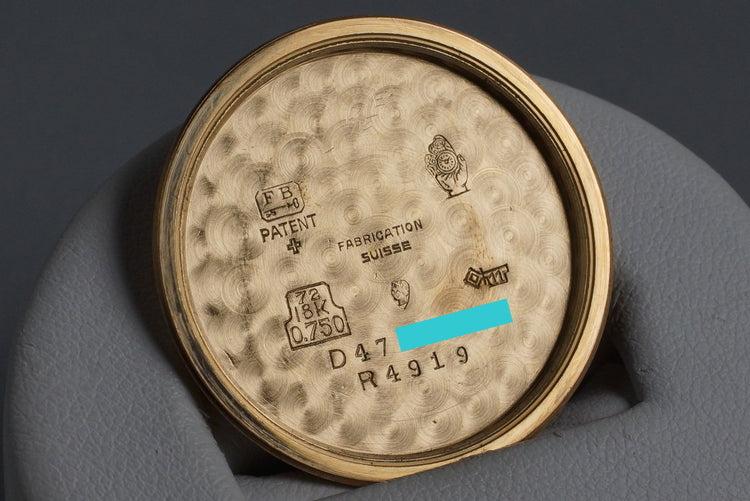 FB
PATENT
FABRICATION
SUISSE
72
18K
0.750
D47
R4919